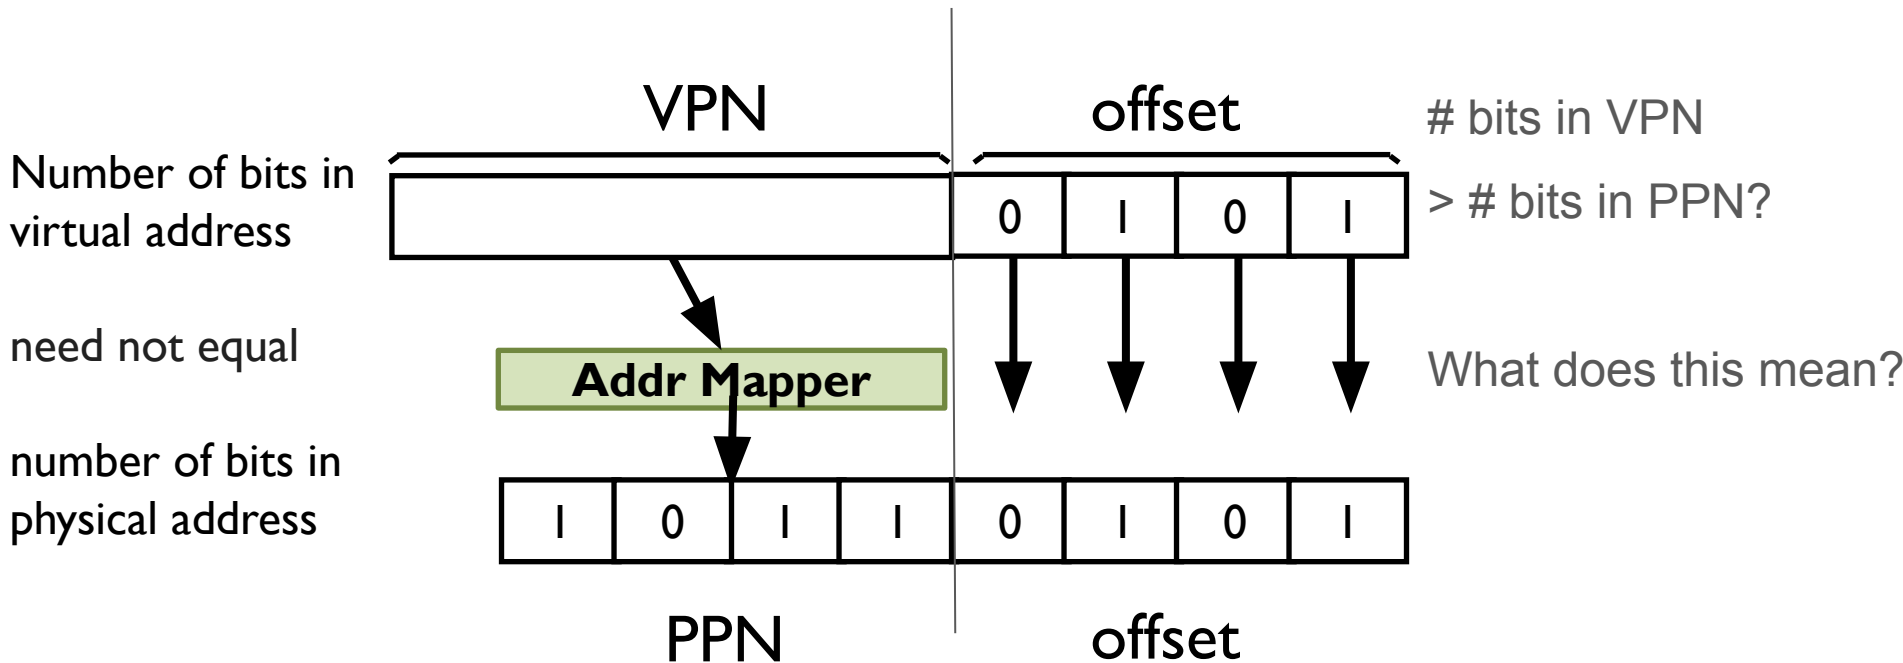 VPN
offset
# bits in VPN
> # bits in PPN?
Number of bits in
virtual address
0 1 0 1
need not equal
Addr Mapper
What does this mean?
number of bits in
physical address
1 0 1 1 0 1 0 1
PPN
offset